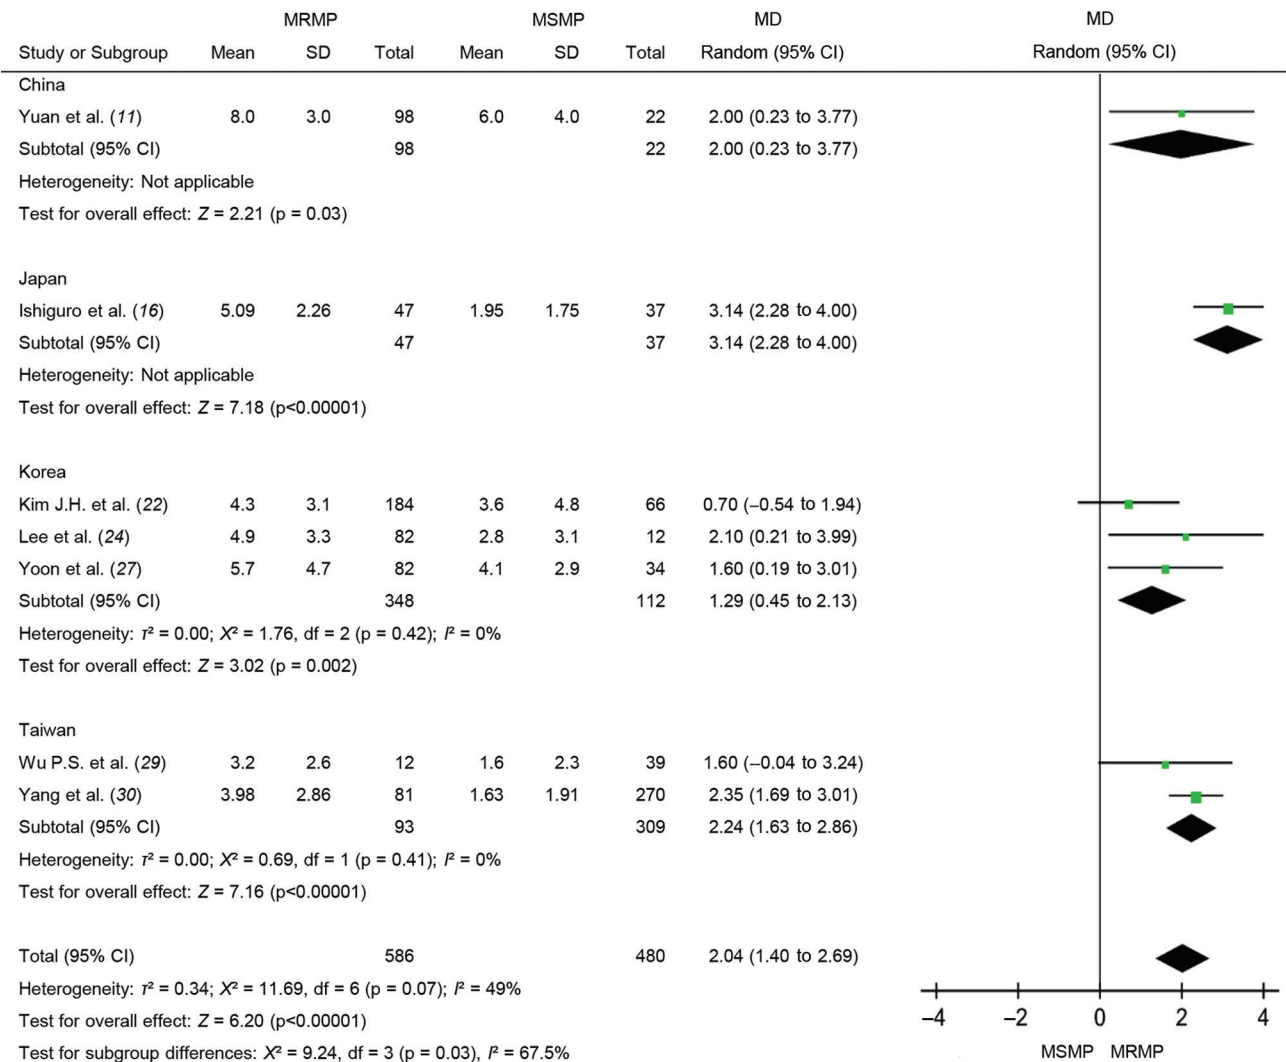 MRMP MSMP MD MD
Study or Subgroup Mean SD Total Mean SD Total Random (95% CI) Random (95% CI)
China
Yuan et al. (11) 8.0 3.0 98 6.0 4.0 22 2.00 (0.23 to 3.77)
Subtotal (95% CI) 98 22 2.00 (0.23 to 3.77)
Heterogeneity: Not applicable
Test for overall effect: Z = 2.21 (p = 0.03)
Japan
Ishiguro et al. (16) 5.09 2.26 47 1.95 1.75 37 3.14 (2.28 to 4.00)
Subtotal (95% CI) 47 37 3.14 (2.28 to 4.00)
Heterogeneity: Not applicable
Test for overall effect: Z = 7.18 (p<0.00001)
Korea
Kim J.H. et al. (22) 4.3 3.1 184 3.6 4.8 66 0.70 (−0.54 to 1.94)
Lee et al. (24) 4.9 3.3 82 2.8 3.1 12 2.10 (0.21 to 3.99)
Yoon et al. (27) 5.7 4.7 82 4.1 2.9 34 1.60 (0.19 to 3.01)
Subtotal (95% CI) 348 112 1.29 (0.45 to 2.13)
Heterogeneity: τ² = 0.00; X² = 1.76, df = 2 (p = 0.42); I² = 0%
Test for overall effect: Z = 3.02 (p = 0.002)
Taiwan
Wu P.S. et al. (29) 3.2 2.6 12 1.6 2.3 39 1.60 (−0.04 to 3.24)
Yang et al. (30) 3.98 2.86 81 1.63 1.91 270 2.35 (1.69 to 3.01)
Subtotal (95% CI) 93 309 2.24 (1.63 to 2.86)
Heterogeneity: τ² = 0.00; X² = 0.69, df = 1 (p = 0.41); I² = 0%
Test for overall effect: Z = 7.16 (p<0.00001)
Total (95% CI) 586 480 2.04 (1.40 to 2.69)
Heterogeneity: τ² = 0.34; X² = 11.69, df = 6 (p = 0.07); I² = 49%
Test for overall effect: Z = 6.20 (p<0.00001)
−4 −2 0 2 4
Test for subgroup differences: X² = 9.24, df = 3 (p = 0.03), I² = 67.5%
MSMP MRMP